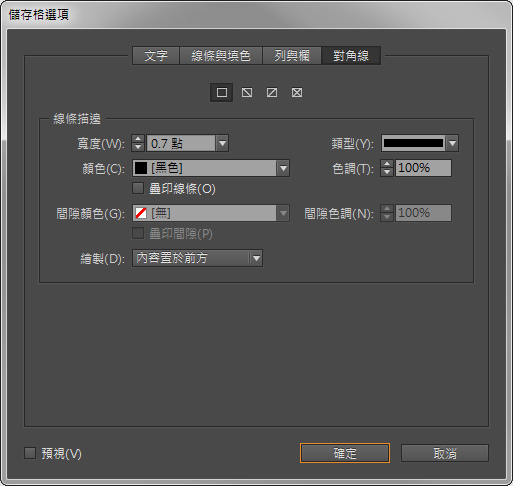 儲存格選項
文字 線條與填色 列與欄 對角線
線條描邊
寬度(W): 0.7 點 類型(Y):
顏色(C): [黑色] 色調(T): 100%
疊印線條(O)
間隙顏色(G): [無] 間隙色調(N): 100%
疊印間隙(P)
繪製(D): 內容置於前方
預視(V) 確定 取消